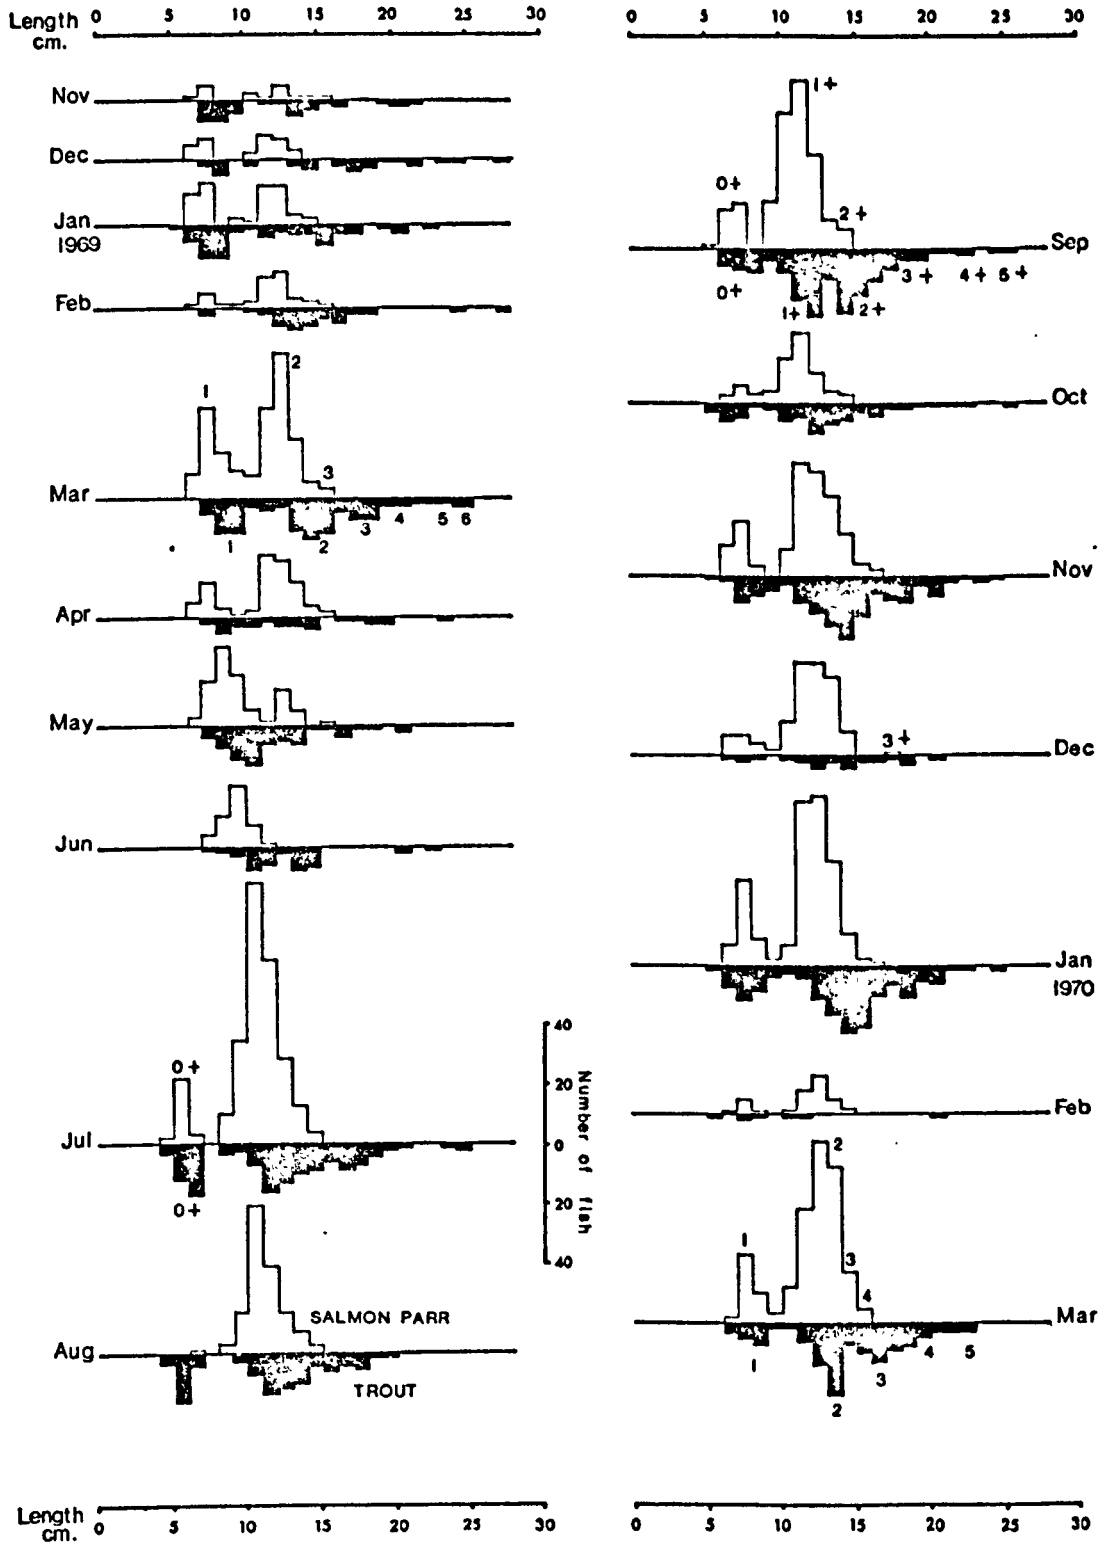 Length cm. 0 5 10 15 20 25 30
0 5 10 15 20 25 30
Nov
Dec
Jan
1969
Feb
Mar
1 2 3
1 2 3 4 5 6
Apr
May
Jun
Jul
0+
0+
Aug
SALMON PARR
TROUT
40
20
0
20
40
Number of fish
Sep
0+ 1+ 2+
0+ 1+ 2+ 3+ 4+ 5+
Oct
Nov
Dec
3+
Jan
1970
Feb
Mar
1 2 3 4
1 2 3 4 5
Length cm. 0 5 10 15 20 25 30
0 5 10 15 20 25 30